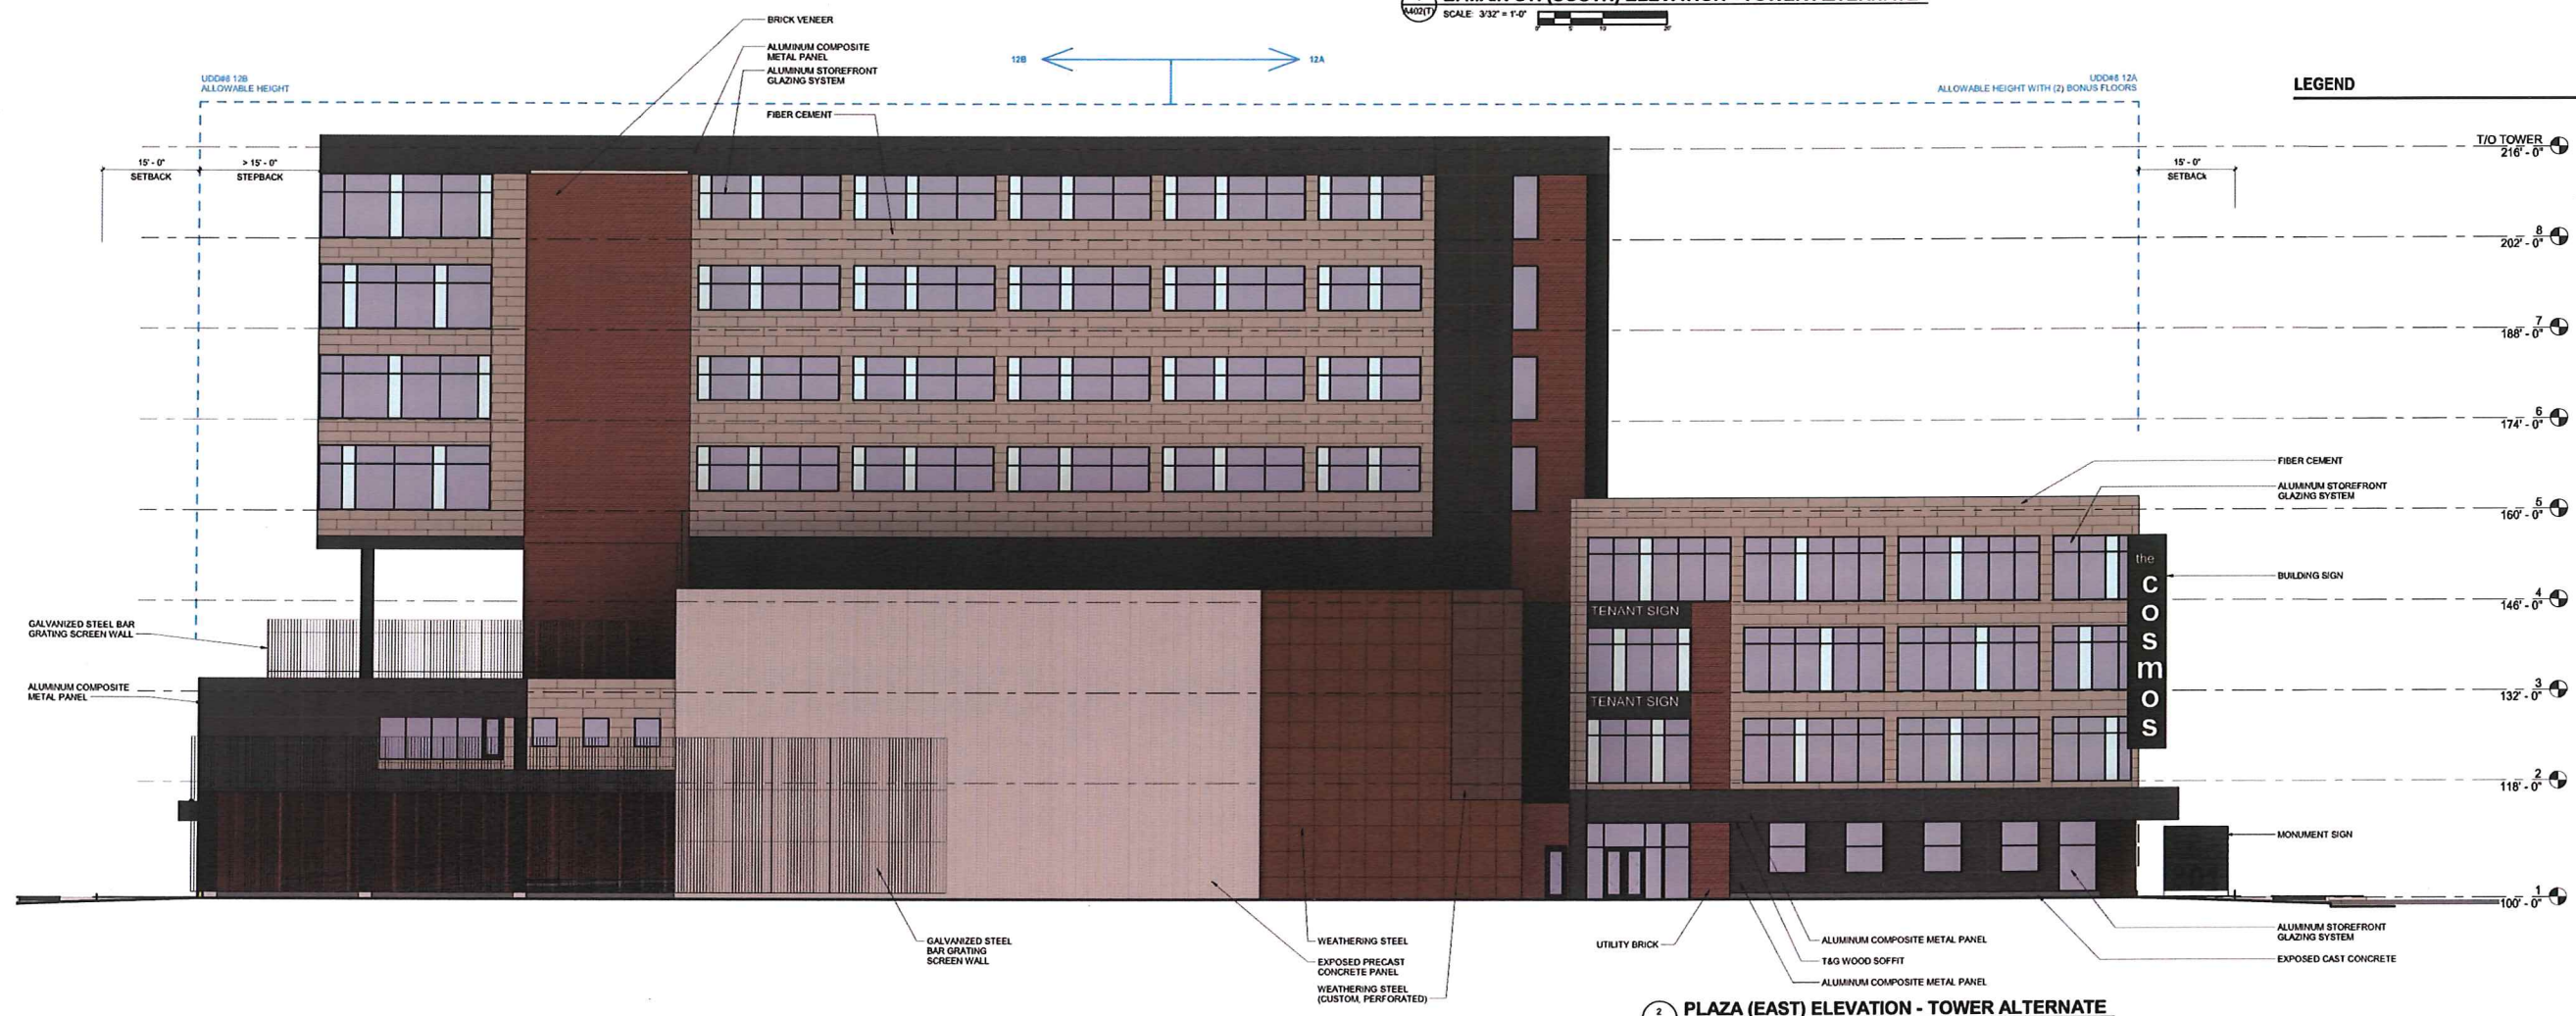 A402(T)
SCALE: 3/32" = 1'-0"
BRICK VENEER
ALUMINUM COMPOSITE
METAL PANEL
ALUMINUM STOREFRONT
GLAZING SYSTEM
FIBER CEMENT
12B
12A
UDD#8 12B
ALLOWABLE HEIGHT
UDD#8 12A
ALLOWABLE HEIGHT WITH (2) BONUS FLOORS
LEGEND
15' - 0"
SETBACK
> 15' - 0"
STEPBACK
15' - 0"
SETBACK
T/O TOWER
216' - 0"
8
202' - 0"
7
188' - 0"
6
174' - 0"
5
160' - 0"
4
146' - 0"
3
132' - 0"
2
118' - 0"
1
100' - 0"
FIBER CEMENT
ALUMINUM STOREFRONT
GLAZING SYSTEM
BUILDING SIGN
the
cosmos
TENANT SIGN
TENANT SIGN
GALVANIZED STEEL BAR
GRATING SCREEN WALL
ALUMINUM COMPOSITE
METAL PANEL
MONUMENT SIGN
GALVANIZED STEEL
BAR GRATING
SCREEN WALL
WEATHERING STEEL
EXPOSED PRECAST
CONCRETE PANEL
WEATHERING STEEL
(CUSTOM, PERFORATED)
UTILITY BRICK
ALUMINUM COMPOSITE METAL PANEL
T&G WOOD SOFFIT
ALUMINUM COMPOSITE METAL PANEL
ALUMINUM STOREFRONT
GLAZING SYSTEM
EXPOSED CAST CONCRETE
2
PLAZA (EAST) ELEVATION - TOWER ALTERNATE